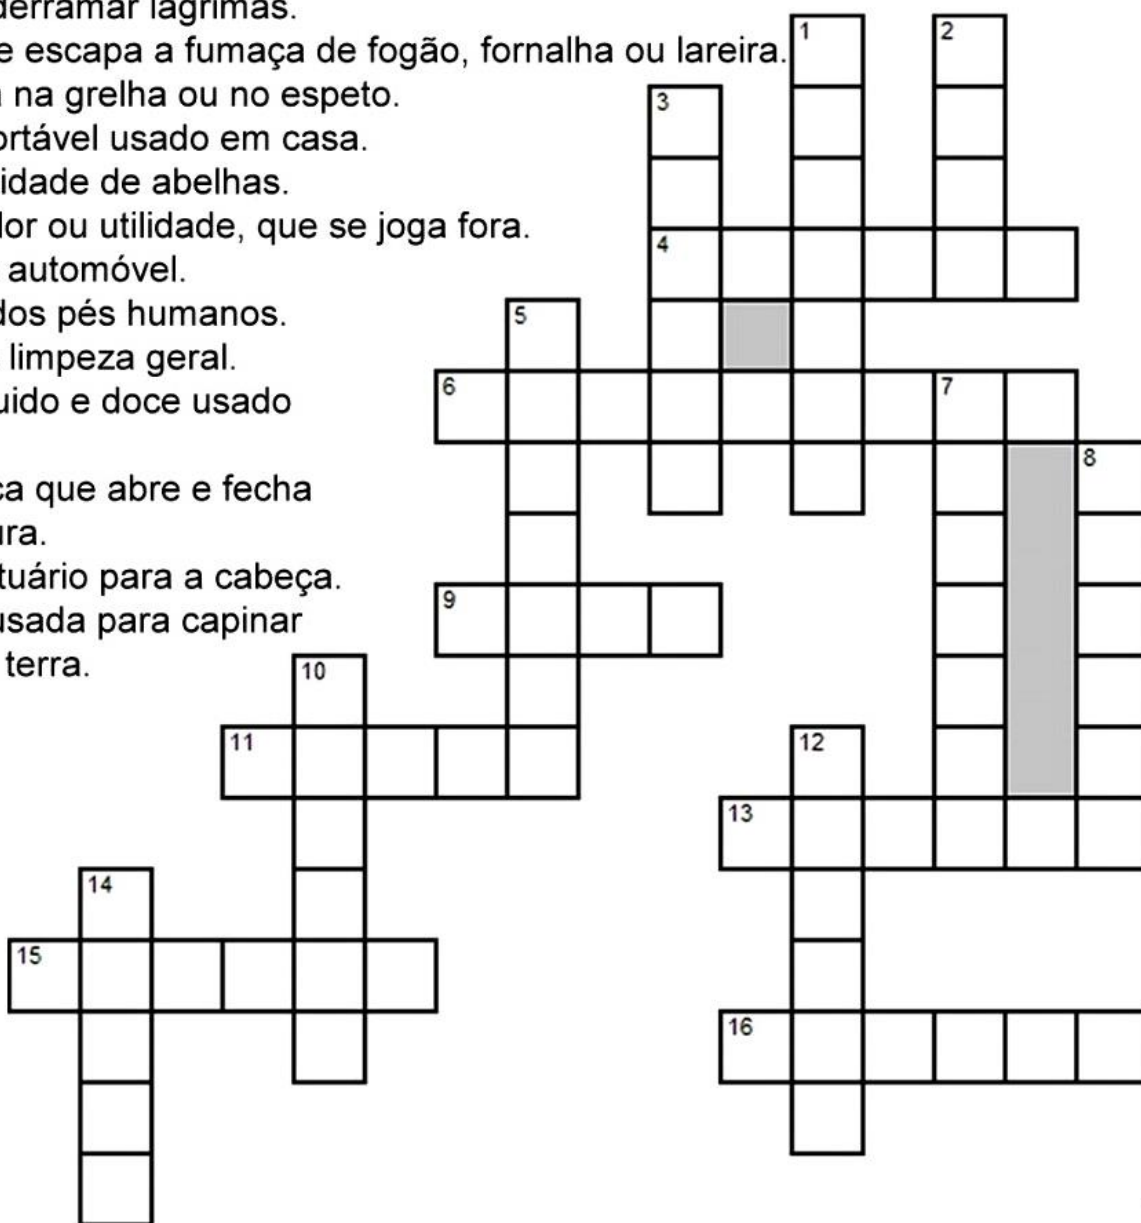 derramar lágrimas.
e escapa a fumaça de fogão, fornalha ou lareira.
na grelha ou no espeto.
ortável usado em casa.
idade de abelhas.
lor ou utilidade, que se joga fora.
automóvel.
dos pés humanos.
limpeza geral.
uido e doce usado
ça que abre e fecha
ura.
tuário para a cabeça.
usada para capinar
terra.
1 2
3
4
5
6 7
8
9
10
11 12
13
14
15
16